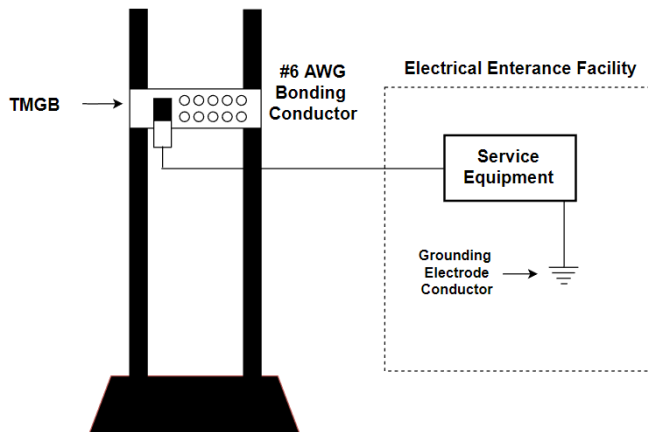 TMGB
#6 AWG
Bonding
Conductor
Electrical Enterance Facility
Service
Equipment
Grounding
Electrode
Conductor